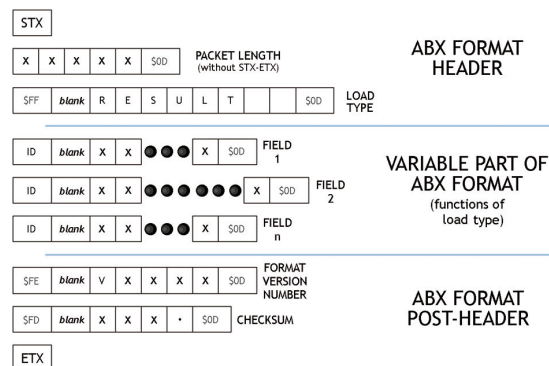 STX
X X X X X $0D PACKET LENGTH
(without STX-ETX)
ABX FORMAT
HEADER
$FF blank R E S U L T $0D LOAD
TYPE
ID blank X X X $0D FIELD
1
VARIABLE PART OF
ABX FORMAT
(functions of
load type)
ID blank X X X $0D FIELD
2
ID blank X X X $0D FIELD
n
$FE blank V X X X X $0D FORMAT
VERSION
NUMBER
ABX FORMAT
POST-HEADER
$FD blank X X X • $0D CHECKSUM
ETX